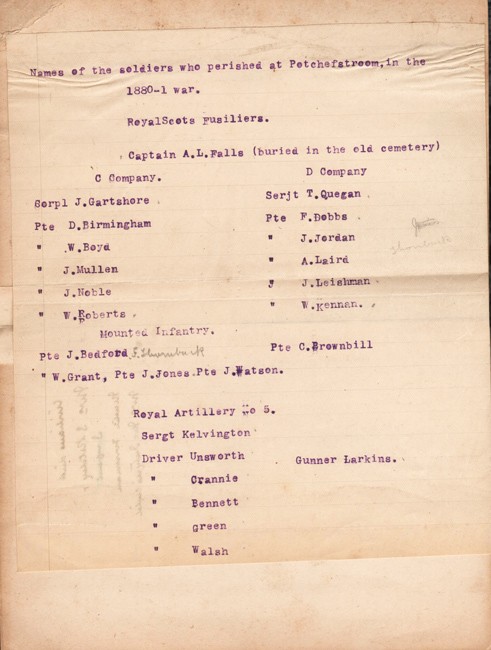 Names of the soldiers who perished at Potchefstroom,in the
1880-1 war.
RoyalScots Fusiliers.
Captain A.L.Falls (buried in the old cemetery)
C Company. D Company
Corpl J.Gartshore Serjt T.Quegan
Pte D.Birmingham Pte F.Dobbs
" W.Boyd " J.Jordan
" J.Mullen " A.Laird
" J.Noble " J.Leishman
" W.Roberts " W.Kennan.
Mounted Infantry.
Pte J.Bedford F.Thornback Pte C.Brownbill
" W.Grant, Pte J.Jones Pte J.Watson.
Royal Artillery No 5.
Sergt Kelvington
Driver Unsworth Gunner Larkins.
" Crannie
" Bennett
" green
" Walsh